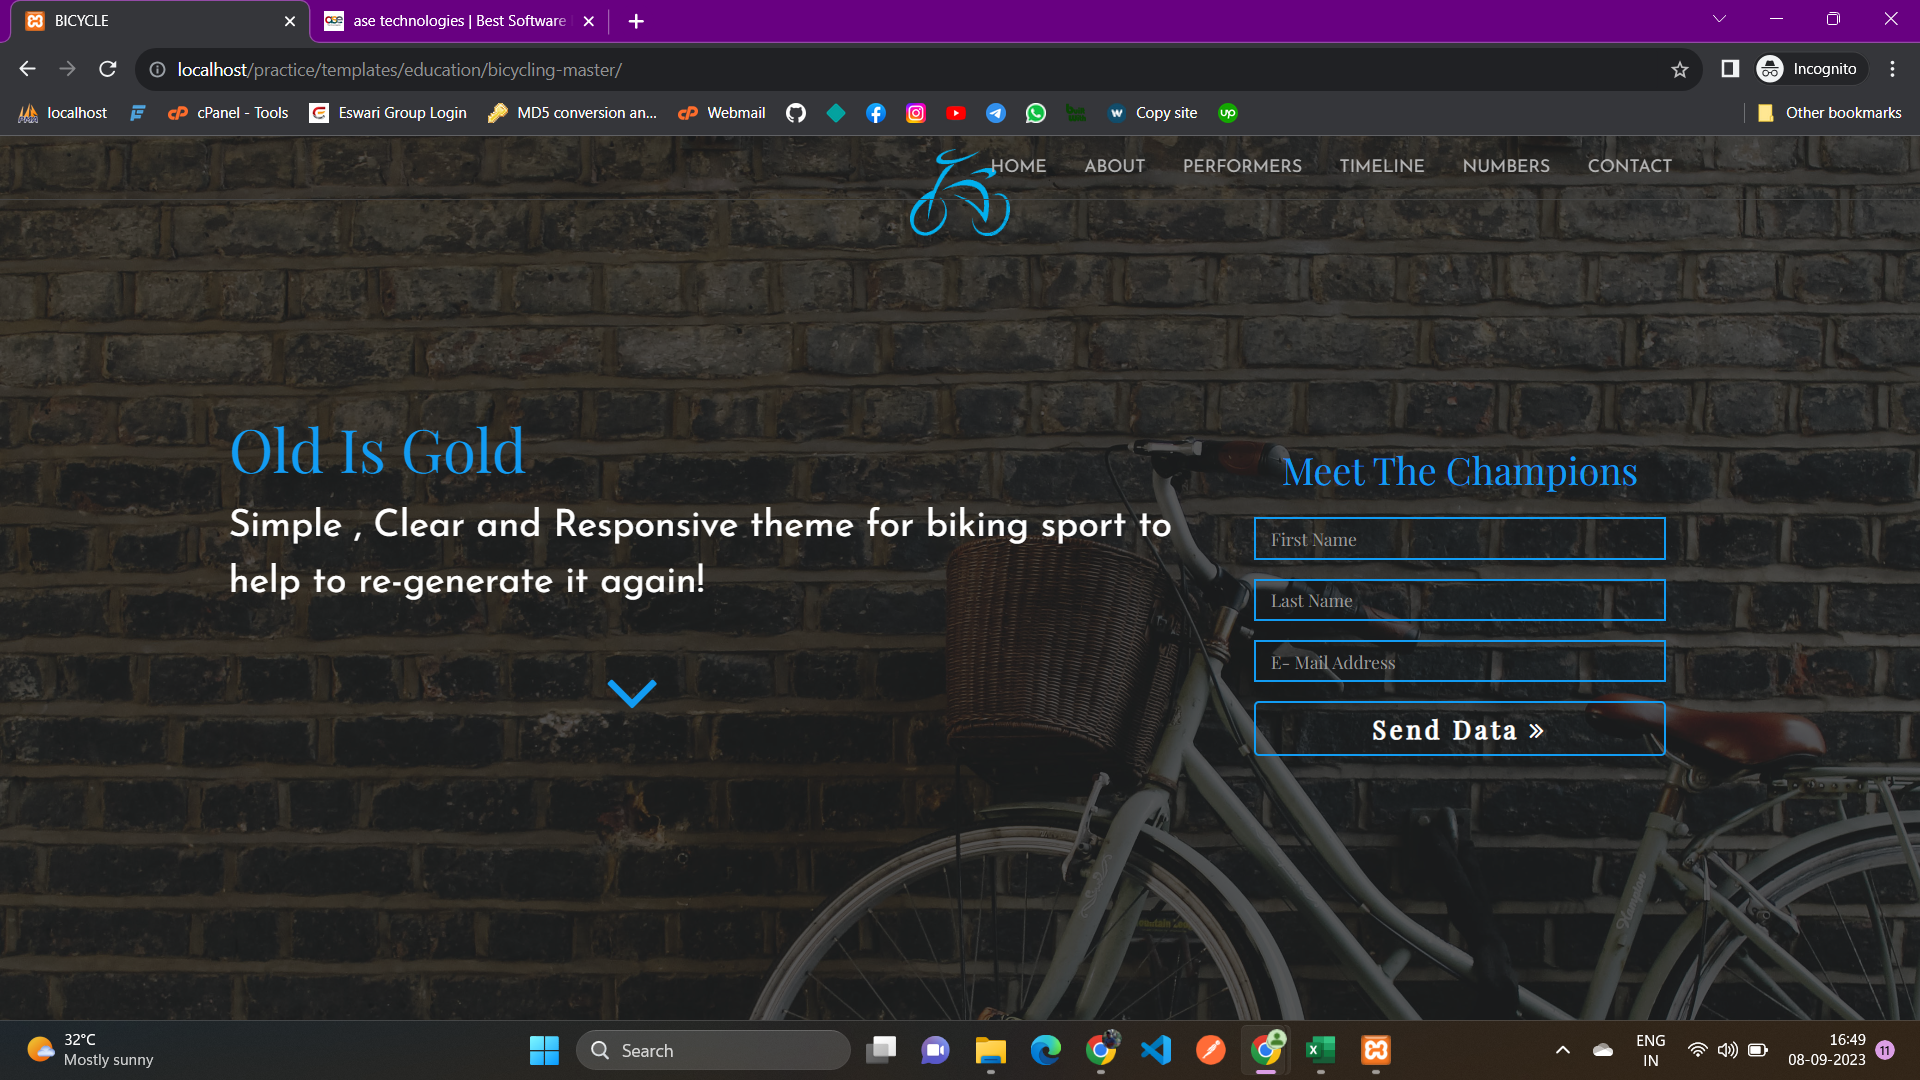 BICYCLE
ase technologies | Best Software
localhost/practice/templates/education/bicycling-master/
Incognito
localhost
cPanel - Tools
Eswari Group Login
MD5 conversion an...
Webmail
Copy site
Other bookmarks
HOME ABOUT PERFORMERS TIMELINE NUMBERS CONTACT
Old Is Gold
Simple , Clear and Responsive theme for biking sport to
help to re-generate it again!
Meet The Champions
First Name
Last Name
E- Mail Address
Send Data »
32°C
Mostly sunny
Search
ENG
IN
16:49
08-09-2023
11